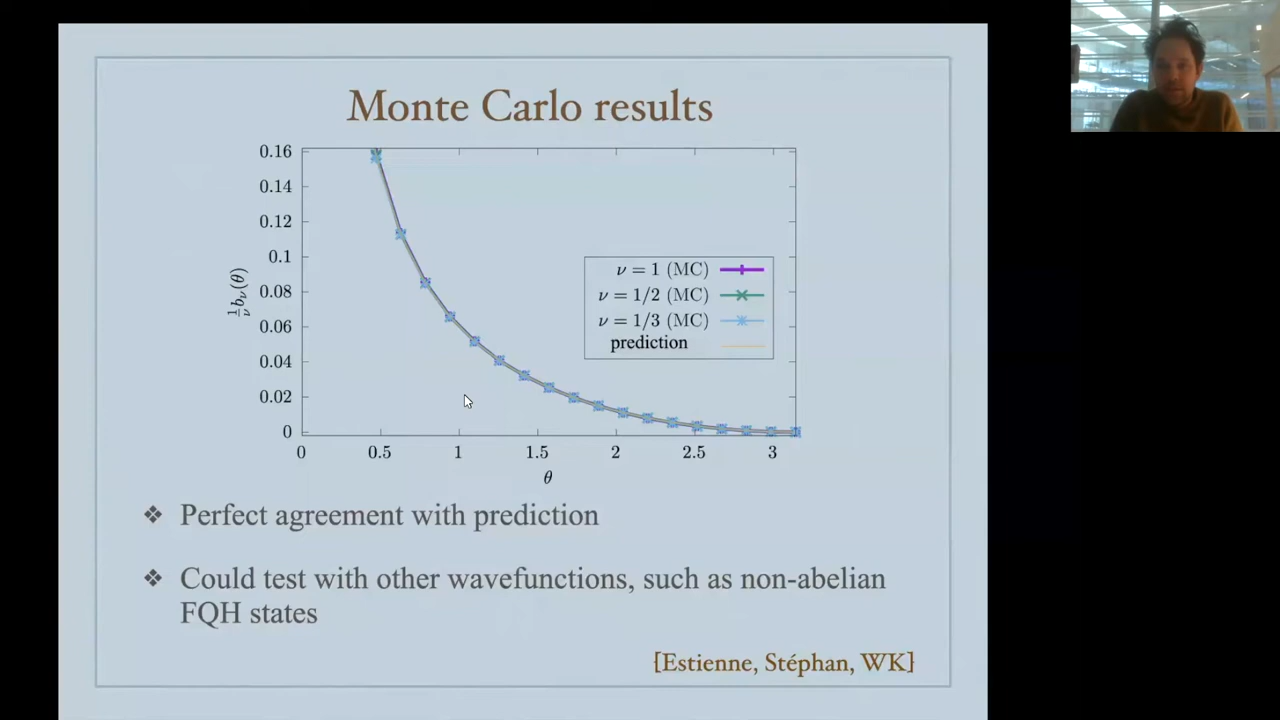 Monte Carlo results
0.16
0.14
0.12
0.1
0.08
0.06
0.04
0.02
0
1/ν b_ν(θ)
0 0.5 1 1.5 2 2.5 3
θ
ν = 1 (MC)
ν = 1/2 (MC)
ν = 1/3 (MC)
prediction
❖ Perfect agreement with prediction
❖ Could test with other wavefunctions, such as non-abelian
FQH states
[Estienne, Stéphan, WK]